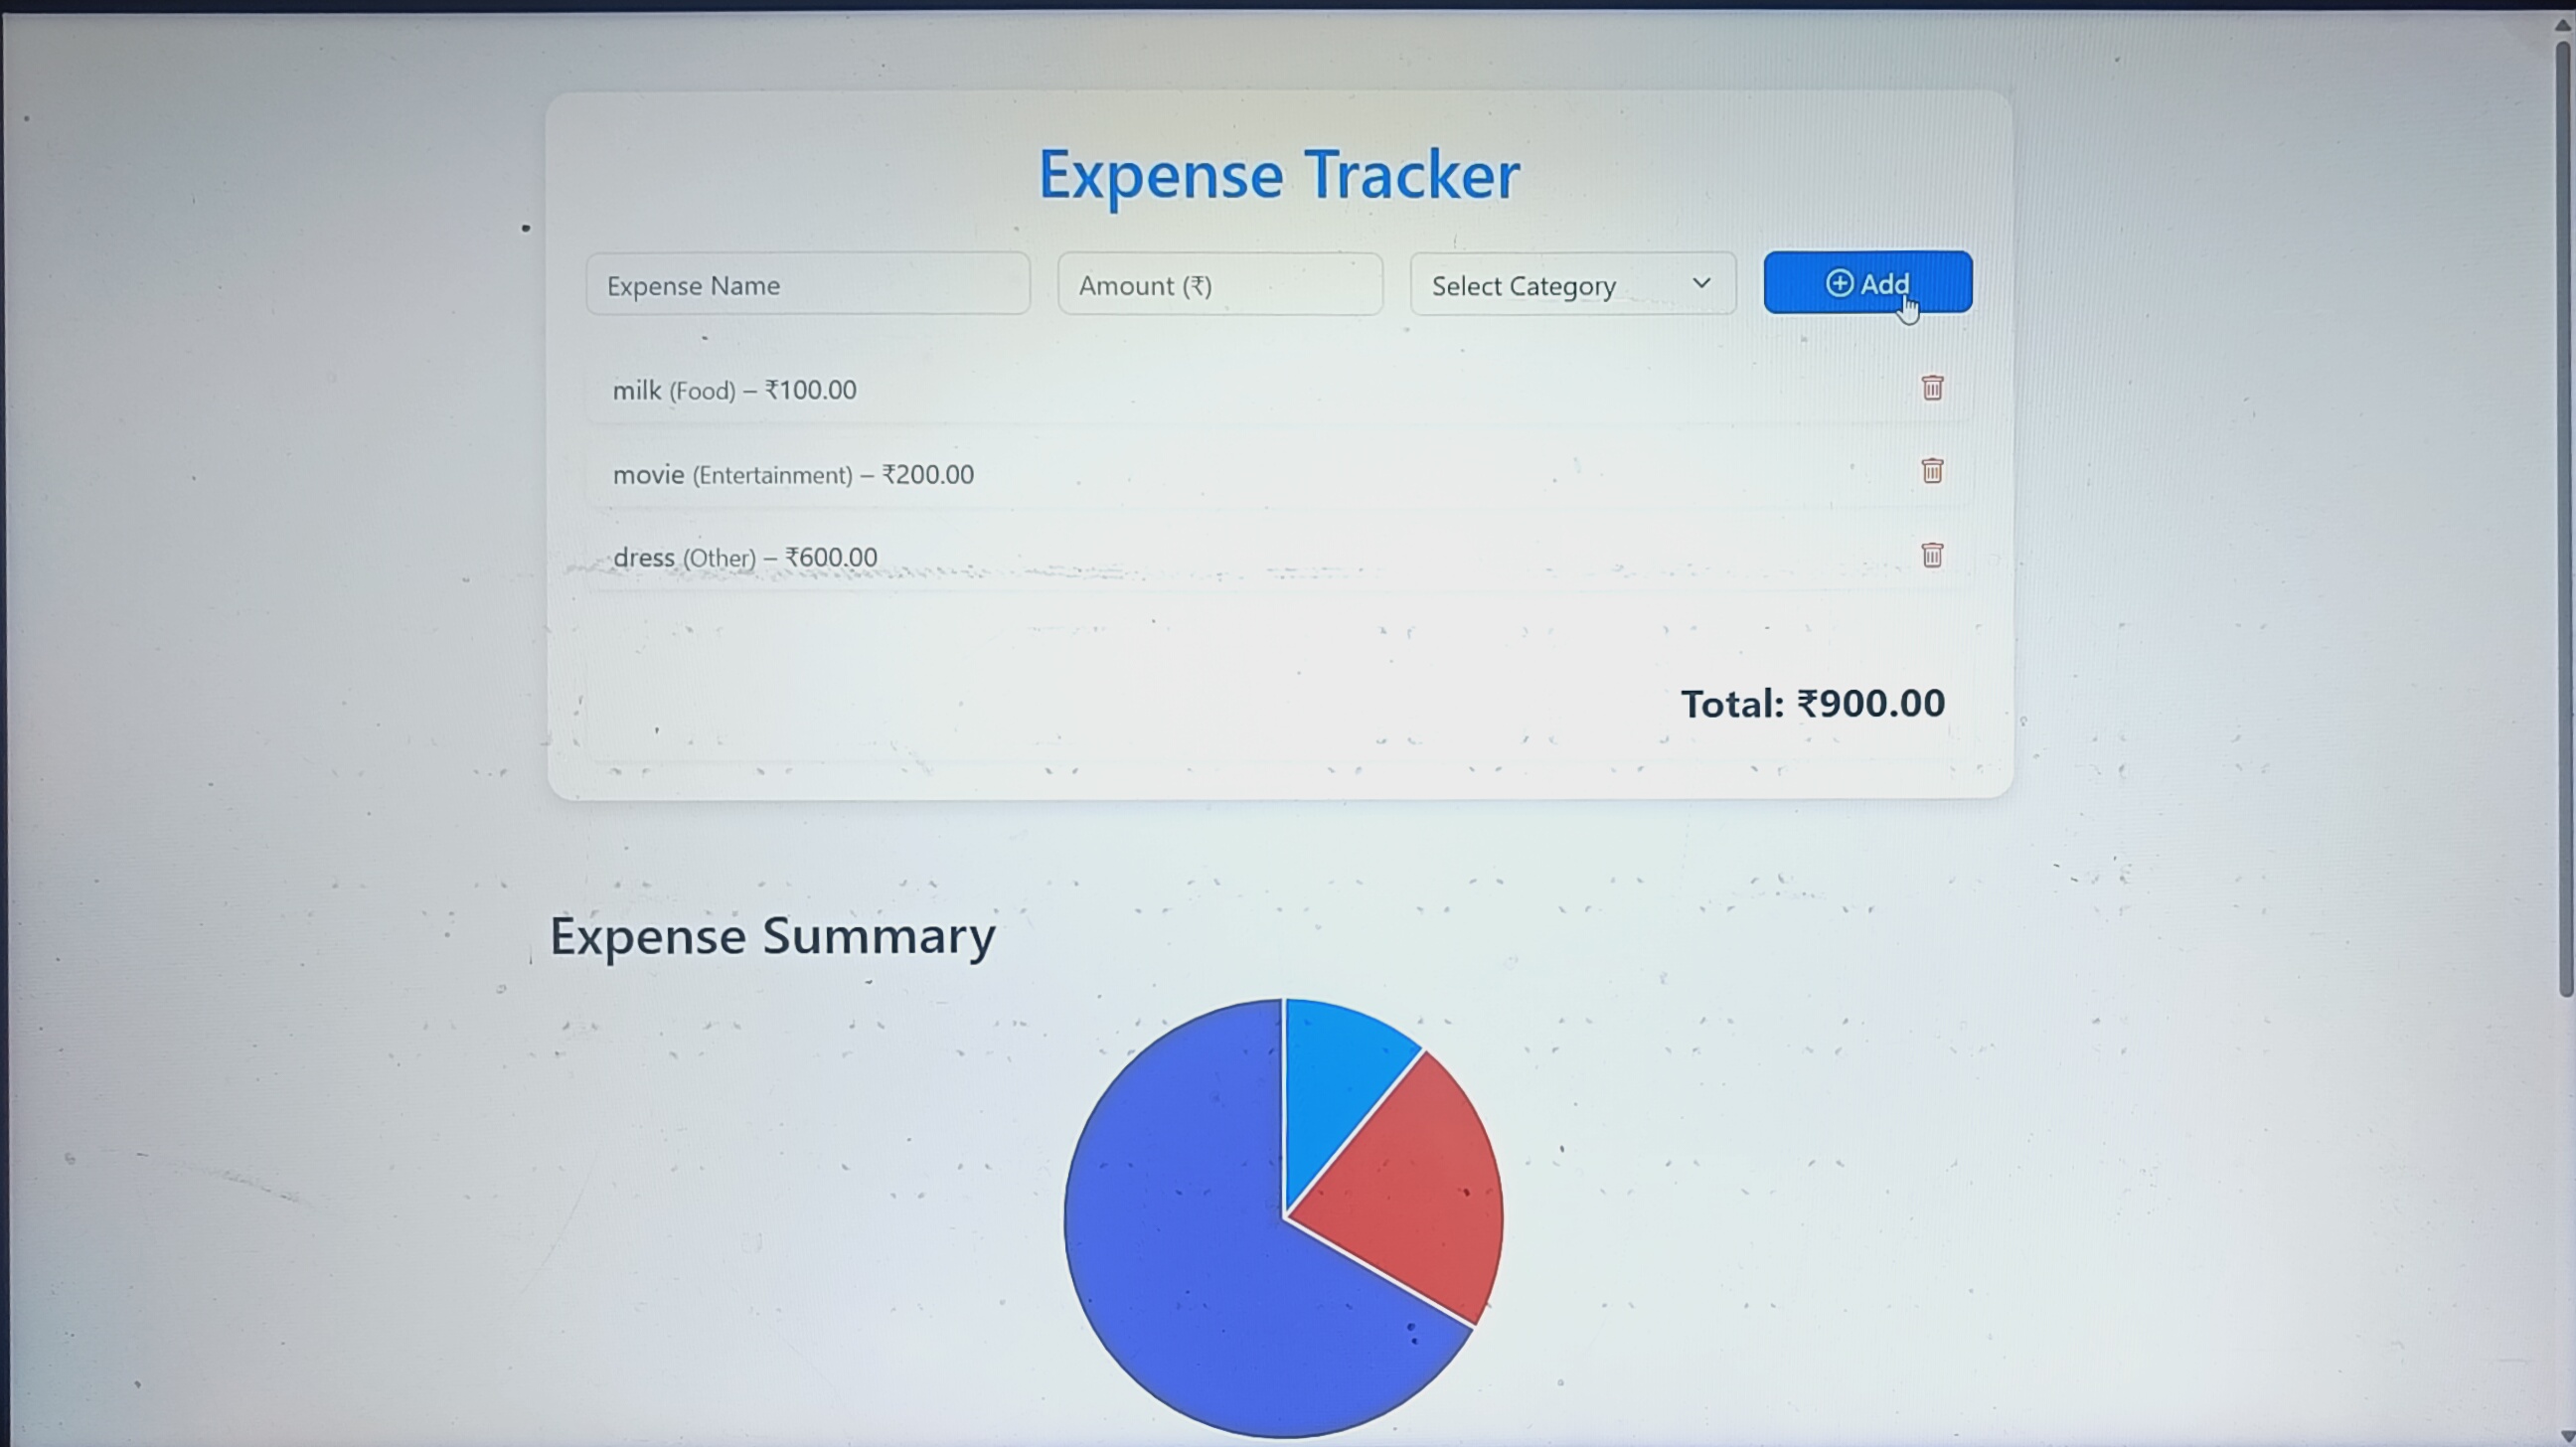 Expense Tracker
Expense Name
Amount (₹)
Select Category
Add
milk (Food) – ₹100.00
movie (Entertainment) – ₹200.00
dress (Other) – ₹600.00
Total: ₹900.00
Expense Summary